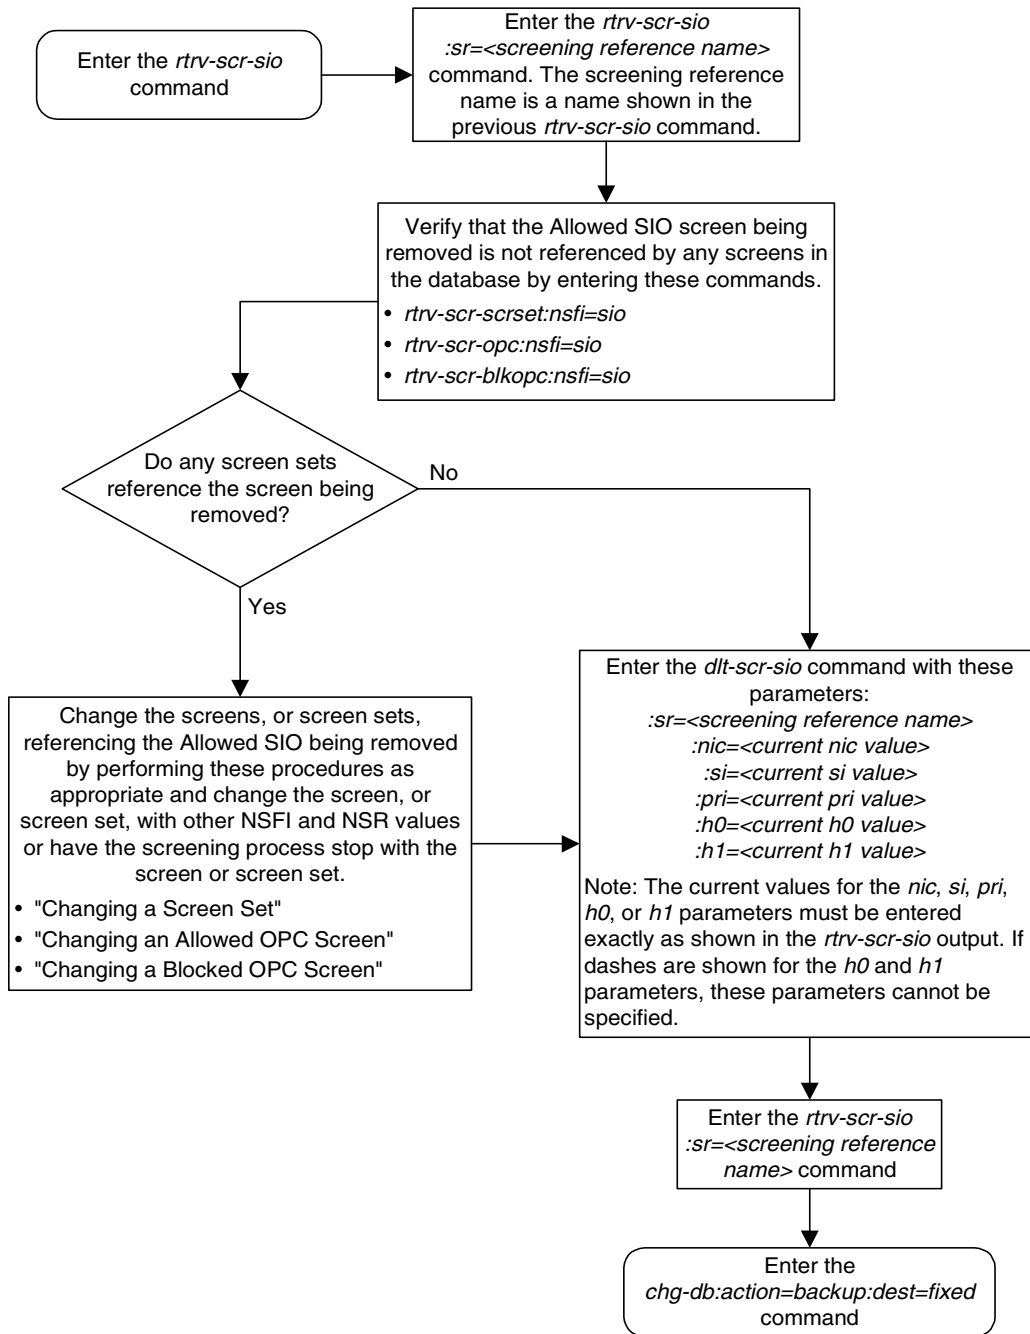 Enter the rtrv-scr-sio
command
Enter the rtrv-scr-sio
:sr=<screening reference name>
command. The screening reference
name is a name shown in the
previous rtrv-scr-sio command.
Verify that the Allowed SIO screen being
removed is not referenced by any screens in
the database by entering these commands.
• rtrv-scr-scrset:nsfi=sio
• rtrv-scr-opc:nsfi=sio
• rtrv-scr-blkopc:nsfi=sio
Do any screen sets
reference the screen being
removed?
No
Yes
Change the screens, or screen sets,
referencing the Allowed SIO being removed
by performing these procedures as
appropriate and change the screen, or
screen set, with other NSFI and NSR values
or have the screening process stop with the
screen or screen set.
• "Changing a Screen Set"
• "Changing an Allowed OPC Screen"
• "Changing a Blocked OPC Screen"
Enter the dlt-scr-sio command with these
parameters:
:sr=<screening reference name>
:nic=<current nic value>
:si=<current si value>
:pri=<current pri value>
:h0=<current h0 value>
:h1=<current h1 value>
Note: The current values for the nic, si, pri,
h0, or h1 parameters must be entered
exactly as shown in the rtrv-scr-sio output. If
dashes are shown for the h0 and h1
parameters, these parameters cannot be
specified.
Enter the rtrv-scr-sio
:sr=<screening reference
name> command
Enter the
chg-db:action=backup:dest=fixed
command